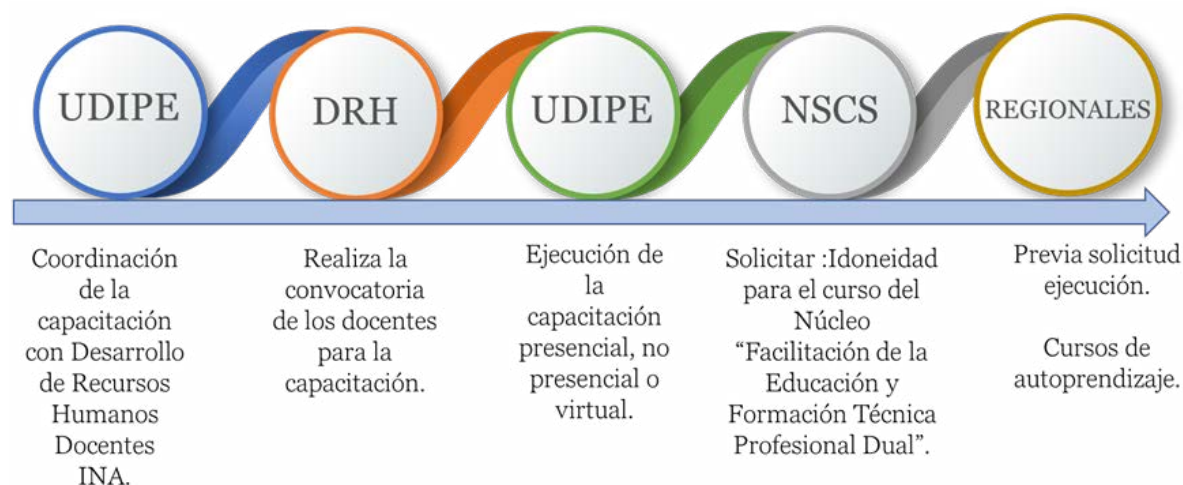 UDIPE
DRH
UDIPE
NSCS
REGIONALES
Coordinación
de la
capacitación
con Desarrollo
de Recursos
Humanos
Docentes
INA.
Realiza la
convocatoria
de los docentes
para la
capacitación.
Ejecución de
la
capacitación
presencial, no
presencial o
virtual.
Solicitar :Idoneidad
para el curso del
Núcleo
“Facilitación de la
Educación y
Formación Técnica
Profesional Dual”.
Previa solicitud
ejecución.
Cursos de
autoprendizaje.